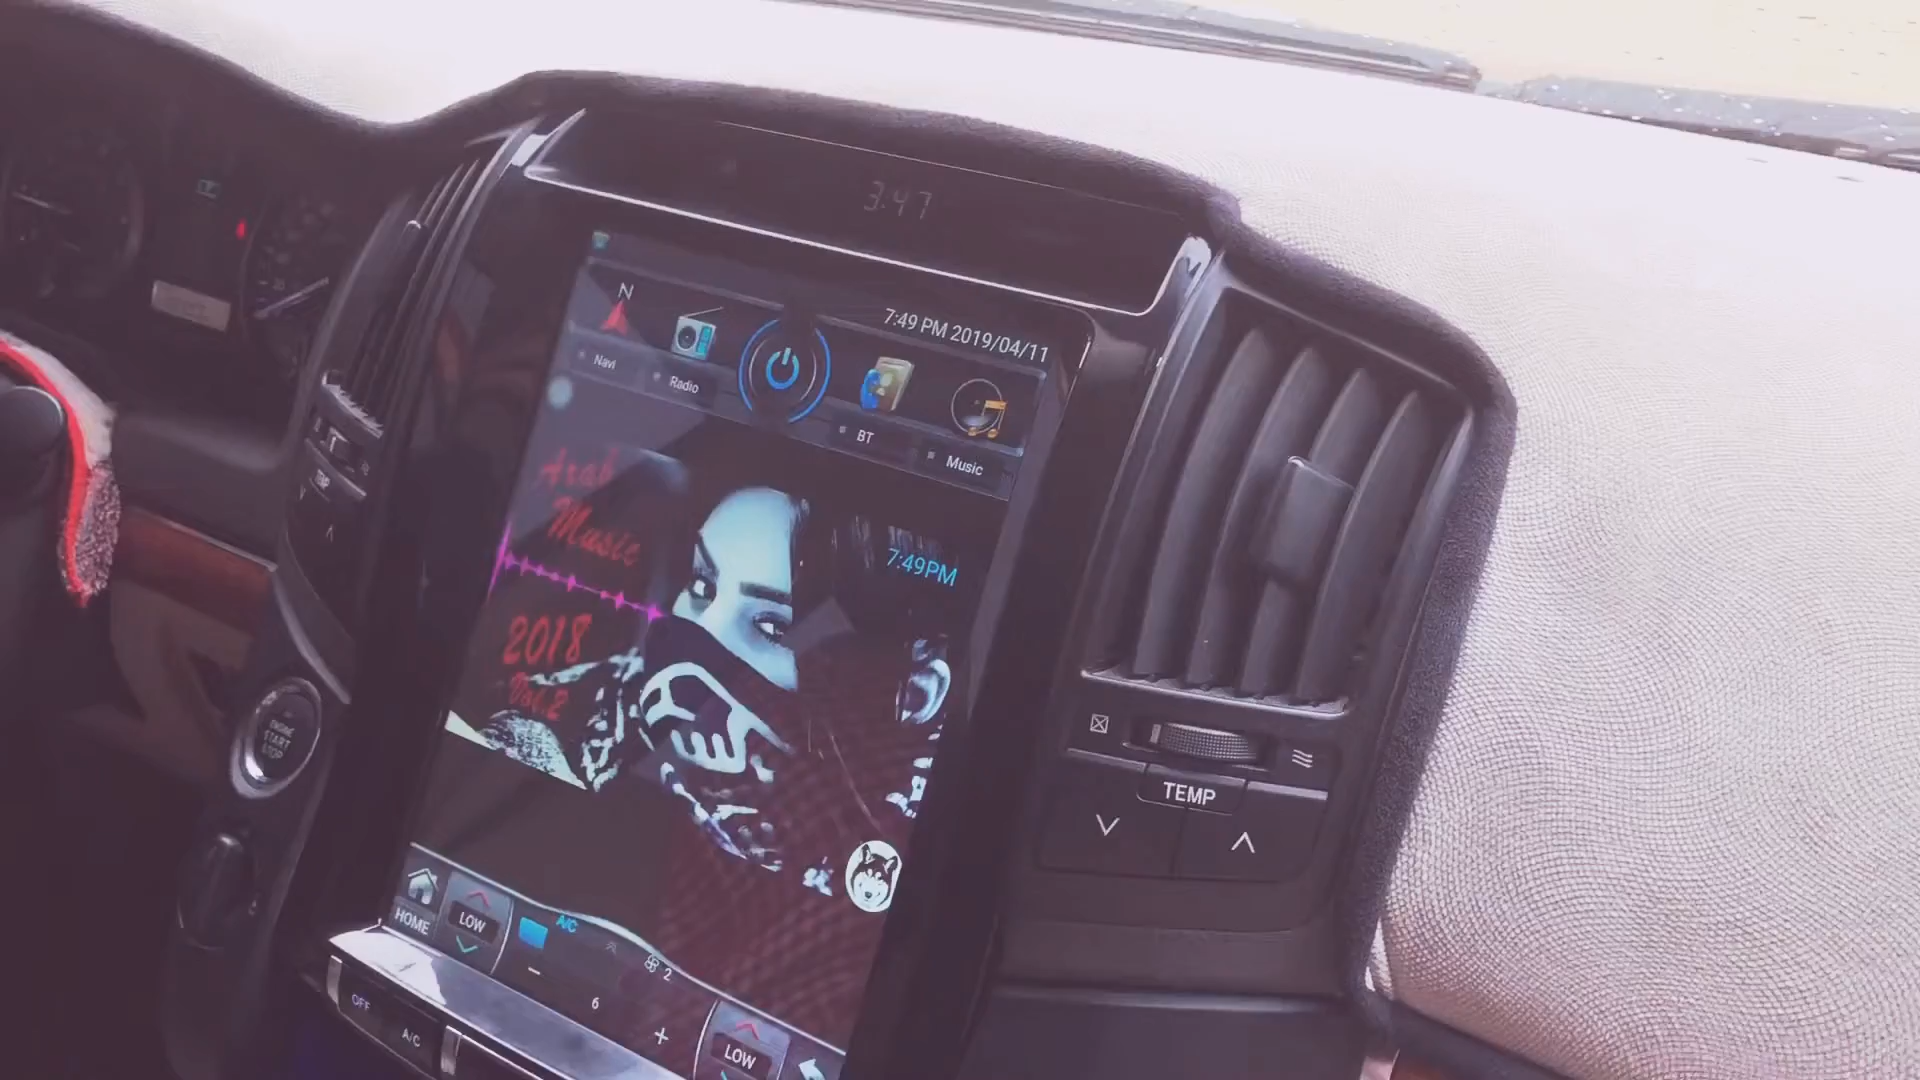 3:47
7:49 PM 2019/04/11
N
Navi
Radio
BT
Music
Arab
Music
7:49PM
2018
Vol.2
ENGINE
START
STOP
TEMP
TEMP
HOME
LOW
A/C
2
6
LOW
OFF
A/C